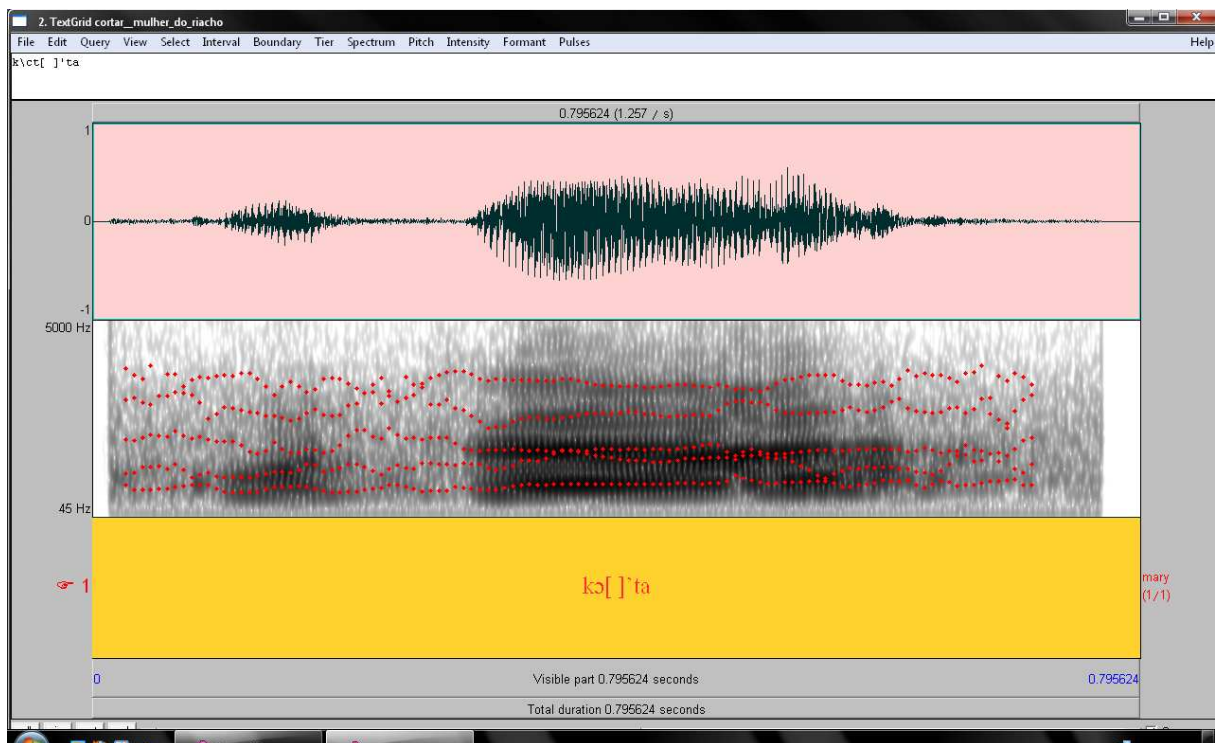 2. TextGrid cortar__mulher_do_riacho
File Edit Query View Select Interval Boundary Tier Spectrum Pitch Intensity Formant Pulses Help
k\ct[ ]'ta
0.795624 (1.257 / s)
1
0
-1
5000 Hz
45 Hz
☞ 1
kɔ[ ]'ta
mary
(1/1)
0 Visible part 0.795624 seconds 0.795624
Total duration 0.795624 seconds